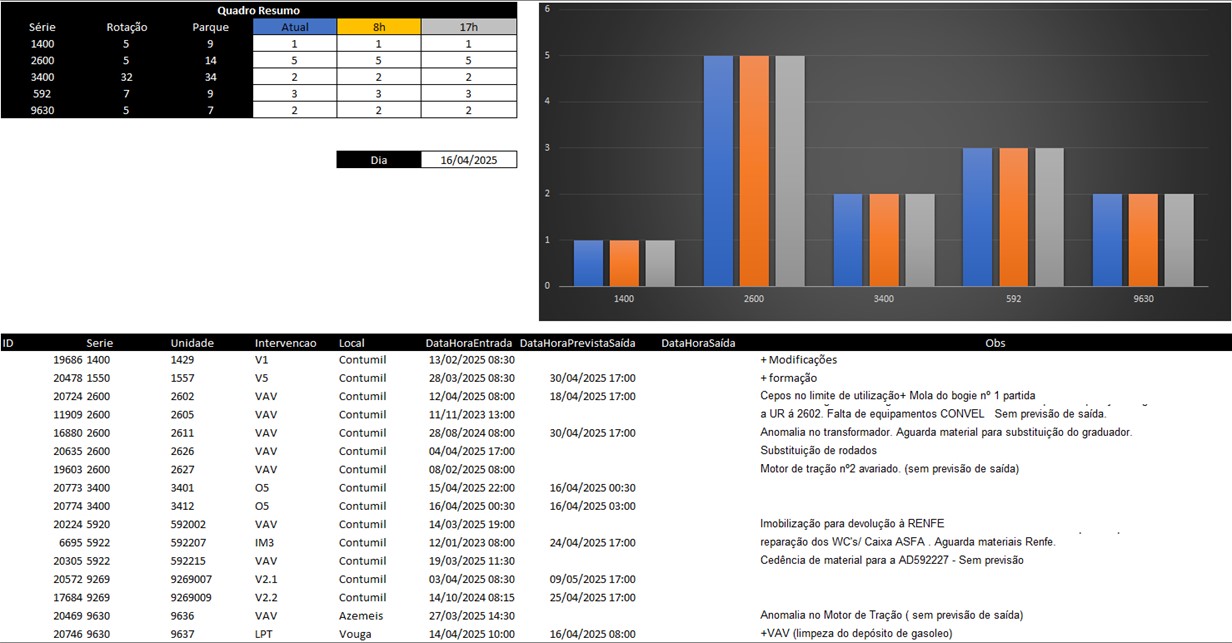 Quadro Resumo
Série Rotação Parque Atual 8h 17h
1400 5 9 1 1 1
2600 5 14 5 5 5
3400 32 34 2 2 2
592 7 9 3 3 3
9630 5 7 2 2 2
Dia 16/04/2025
6
5
4
3
2
1
0
1400 2600 3400 592 9630
ID Serie Unidade Intervencao Local DataHoraEntrada DataHoraPrevistaSaída DataHoraSaída Obs
19686 1400 1429 V1 Contumil 13/02/2025 08:30 + Modificações
20478 1550 1557 V5 Contumil 28/03/2025 08:30 30/04/2025 17:00 + formação
20724 2600 2602 VAV Contumil 12/04/2025 08:00 18/04/2025 17:00 Cepos no limite de utilização+ Mola do bogie nº 1 partida
11909 2600 2605 VAV Contumil 11/11/2023 13:00 a UR á 2602. Falta de equipamentos CONVEL Sem previsão de saída.
16880 2600 2611 VAV Contumil 28/08/2024 08:00 30/04/2025 17:00 Anomalia no transformador. Aguarda material para substituição do graduador.
20635 2600 2626 VAV Contumil 04/04/2025 17:00 Substituição de rodados
19603 2600 2627 VAV Contumil 08/02/2025 08:00 Motor de tração nº2 avariado. (sem previsão de saída)
20773 3400 3401 O5 Contumil 15/04/2025 22:00 16/04/2025 00:30
20774 3400 3412 O5 Contumil 16/04/2025 00:30 16/04/2025 03:00
20224 5920 592002 VAV Contumil 14/03/2025 19:00 Imobilização para devolução à RENFE
6695 5922 592207 IM3 Contumil 12/01/2023 08:00 24/04/2025 17:00 reparação dos WC's/ Caixa ASFA . Aguarda materiais Renfe.
20305 5922 592215 VAV Contumil 19/03/2025 11:30 Cedência de material para a AD592227 - Sem previsão
20572 9269 9269007 V2.1 Contumil 03/04/2025 08:30 09/05/2025 17:00
17684 9269 9269009 V2.2 Contumil 14/10/2024 08:15 25/04/2025 17:00
20469 9630 9636 VAV Azemeis 27/03/2025 14:30 Anomalia no Motor de Tração ( sem previsão de saída)
20746 9630 9637 LPT Vouga 14/04/2025 10:00 16/04/2025 08:00 +VAV (limpeza do depósito de gasoleo)